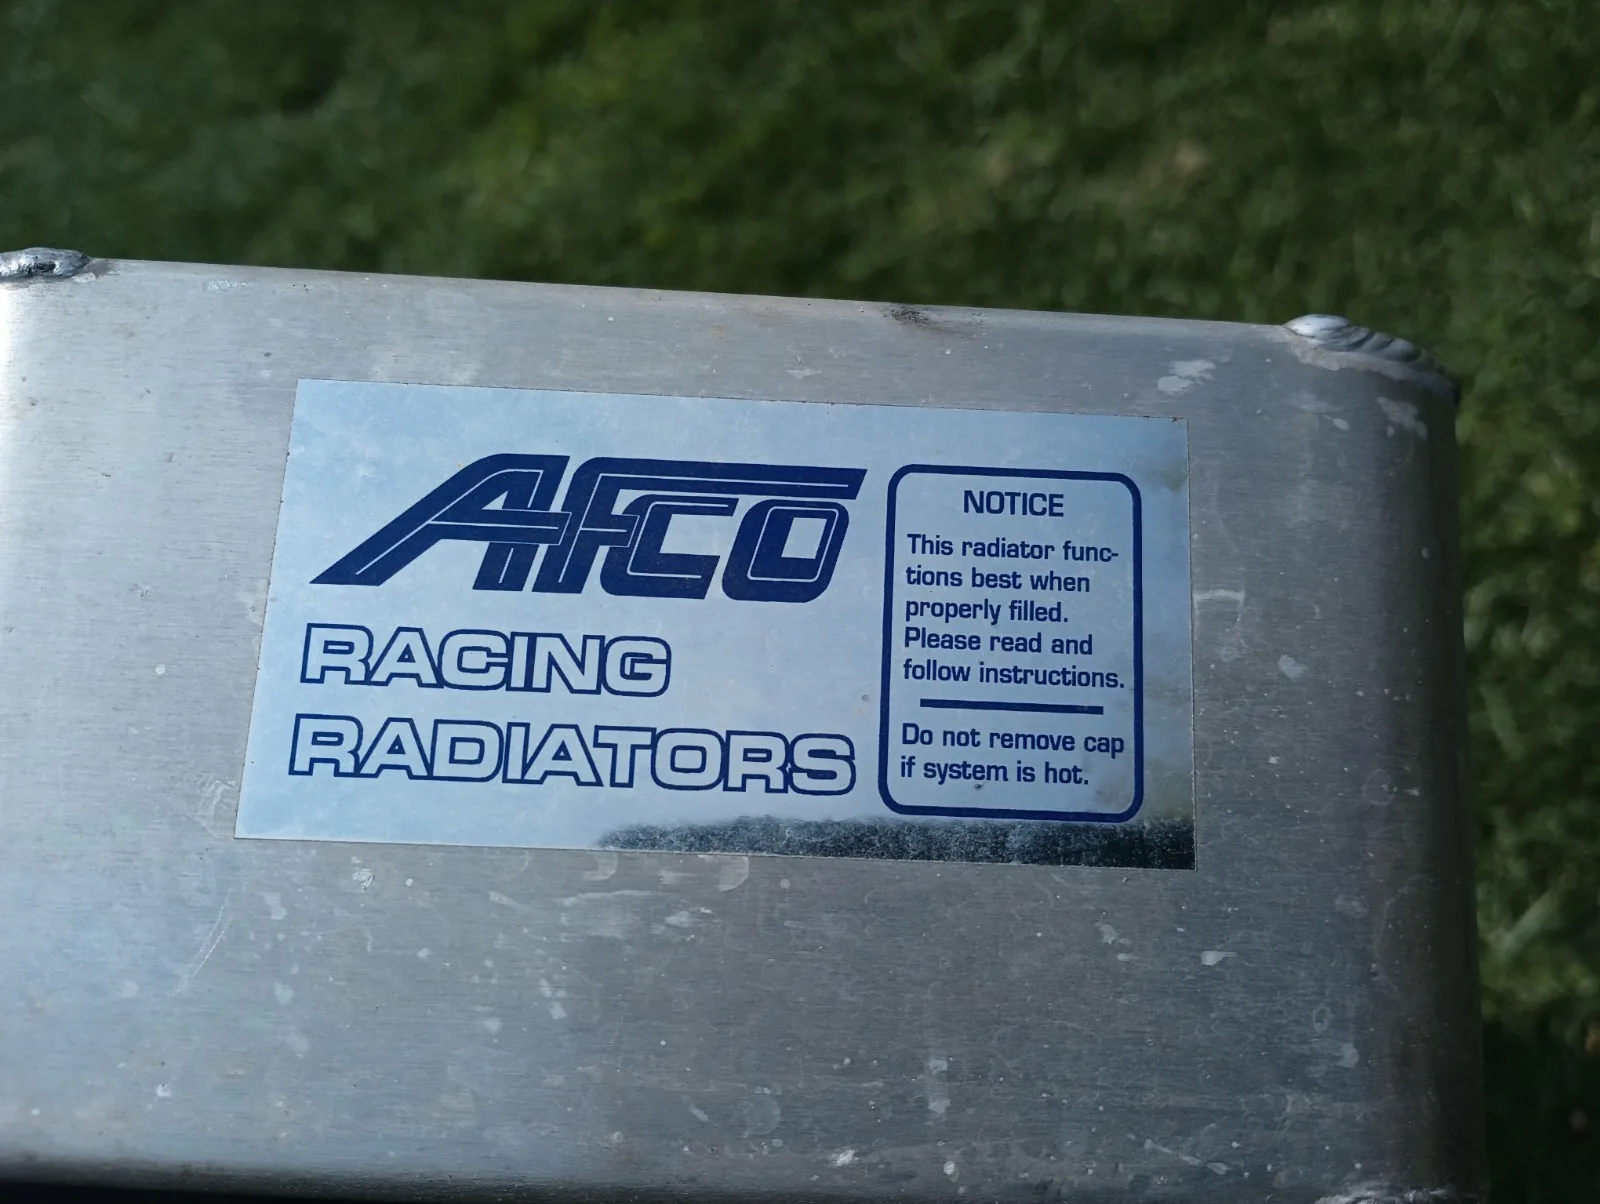 AFCO
RACING
RADIATORS
NOTICE
This radiator func-
tions best when
properly filled.
Please read and
follow instructions.
Do not remove cap
if system is hot.